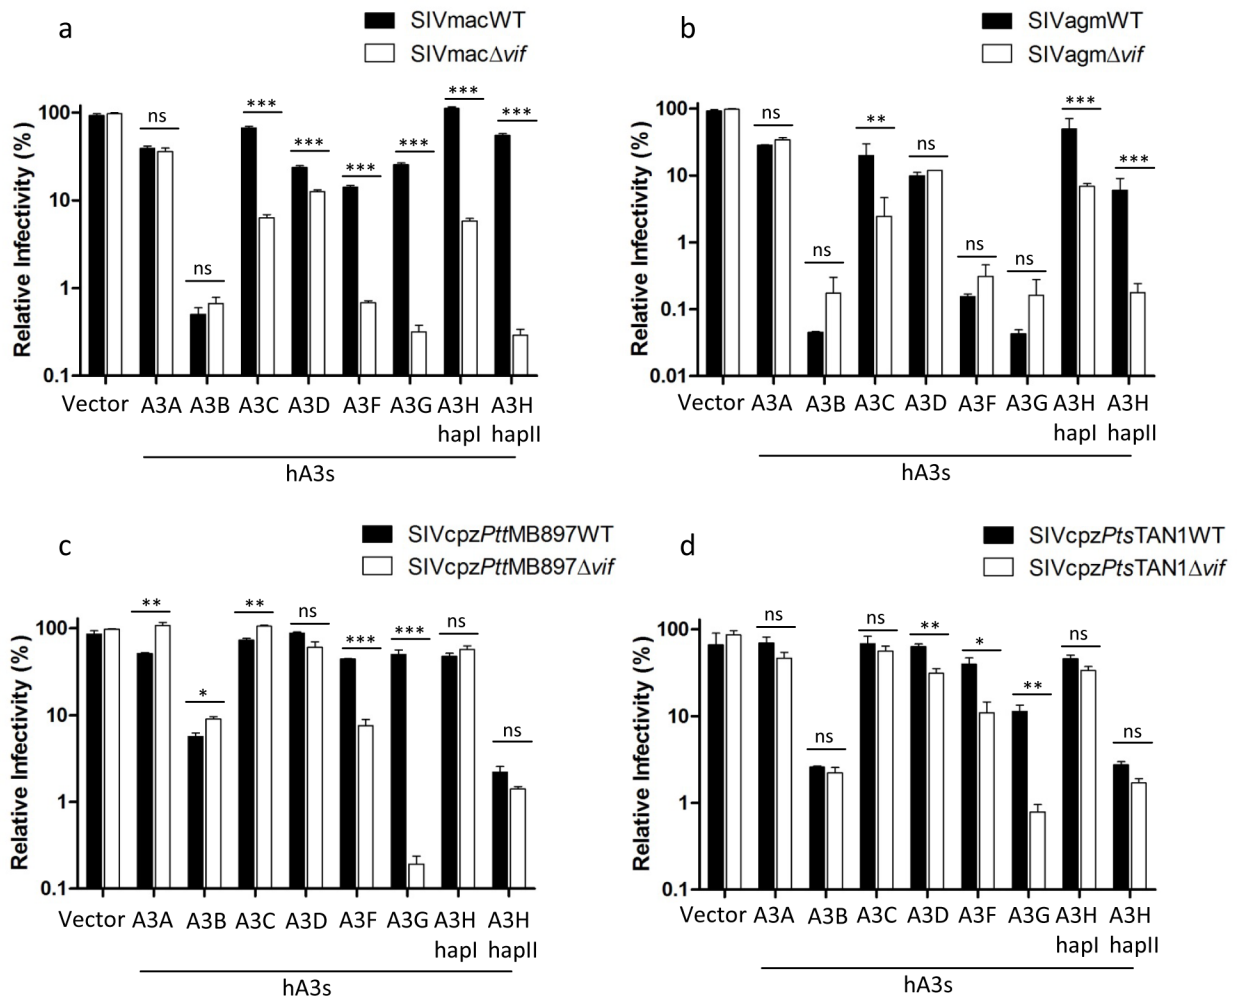 a
SIVmacWT
SIVmacΔvif
Relative Infectivity (%)
100
10
1
0.1
ns
ns
***
***
***
***
***
***
Vector A3A A3B A3C A3D A3F A3G A3H A3H
hapI hapII
hA3s
b
SIVagmWT
SIVagmΔvif
Relative Infectivity (%)
100
10
1
0.1
0.01
ns
ns
**
ns
ns
ns
***
***
Vector A3A A3B A3C A3D A3F A3G A3H A3H
hapI hapII
hA3s
c
SIVcpzPttMB897WT
SIVcpzPttMB897Δvif
Relative Infectivity (%)
100
10
1
0.1
**
*
**
ns
***
***
ns
ns
Vector A3A A3B A3C A3D A3F A3G A3H A3H
hapI hapII
hA3s
d
SIVcpzPtsTAN1WT
SIVcpzPtsTAN1Δvif
Relative Infectivity (%)
100
10
1
0.1
ns
ns
ns
**
*
**
ns
ns
Vector A3A A3B A3C A3D A3F A3G A3H A3H
hapI hapII
hA3s